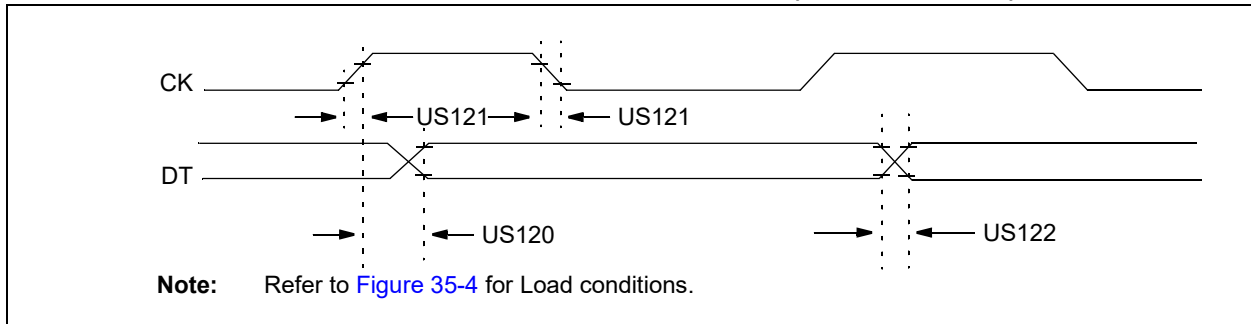 CK
US121 US121
DT
US120 US122
Note: Refer to Figure 35-4 for Load conditions.